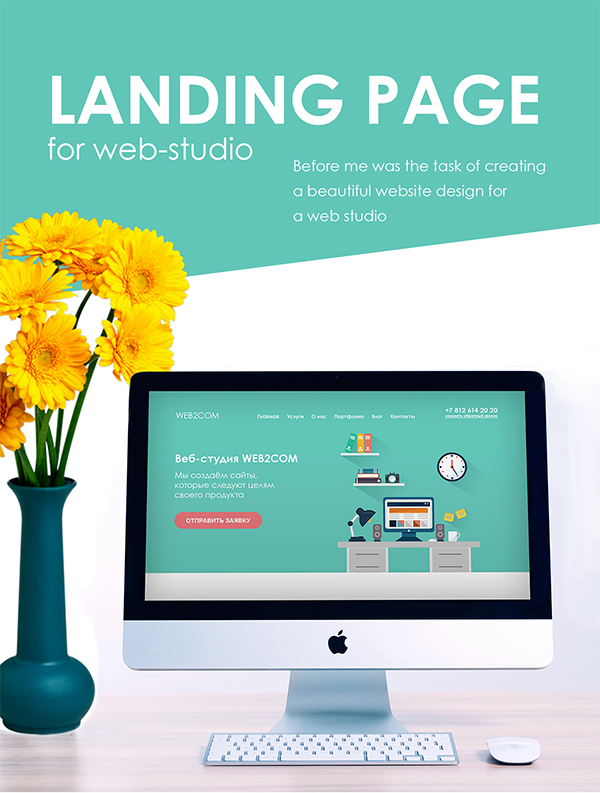 LANDING PAGE
for web-studio
Before me was the task of creating
a beautiful website design for
a web studio
WEB2COM
Главная Услуги О нас Портфолио Блог Контакты
+7 812 614 20 20
заказать обратный звонок
Веб-студия WEB2COM
Мы создаём сайты,
которые следуют целям
своего продукта
ОТПРАВИТЬ ЗАЯВКУ